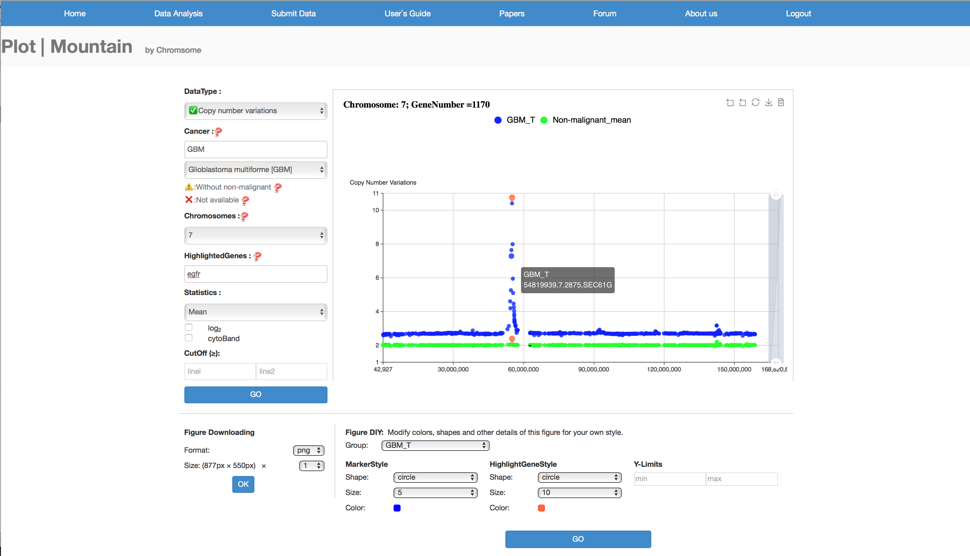 Home Data Analysis Submit Data User's Guide Papers Forum About us Logout
Plot | Mountain by Chromsome
DataType :
✅Copy number variations
Cancer :❓
GBM
Glioblastoma multiforme [GBM]
⚠️:Without non-malignant ❓
❌:Not available ❓
Chromosomes :❓
7
HighlightedGenes : ❓
egfr
Statistics :
Mean
log₂
cytoBand
CutOff (≥):
line1 line2
GO
Chromosome: 7; GeneNumber =1170
GBM_T Non-malignant_mean
Copy Number Variations
11
10
8
6
4
2
1
GBM_T
54819939,7.2875,SEC61G
42,927 30,000,000 60,000,000 90,000,000 120,000,000 150,000,000
Figure Downloading
Format: png
Size: (877px × 550px) × 1
OK
Figure DIY: Modify colors, shapes and other details of this figure for your own style.
Group: GBM_T
MarkerStyle HighlightGeneStyle Y-Limits
Shape: circle Shape: circle min max
Size: 5 Size: 10
Color: Color:
GO